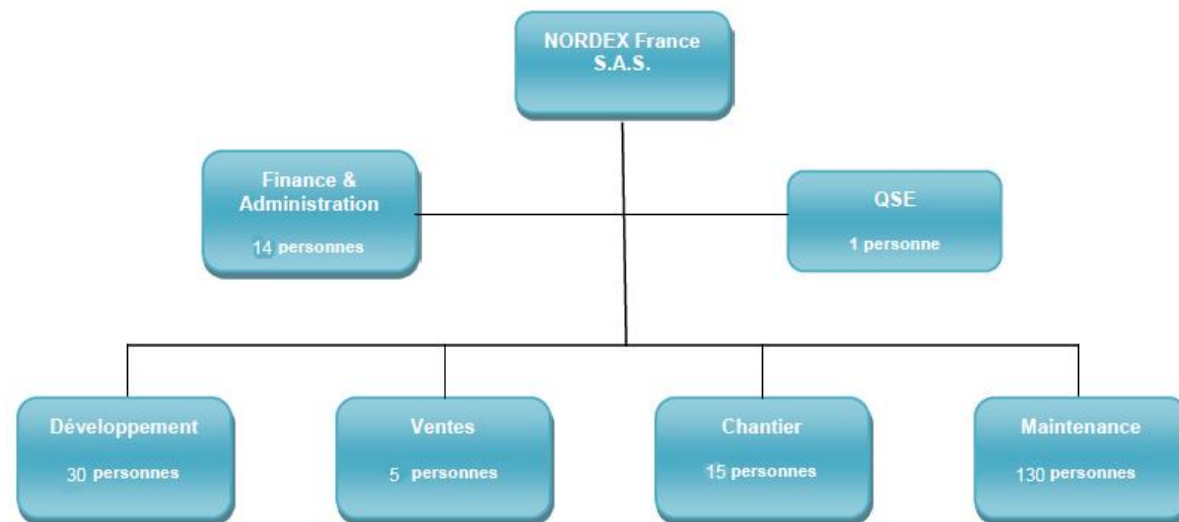 NORDEX France
S.A.S.
Finance &
Administration
14 personnes
QSE
1 personne
Développement
30 personnes
Ventes
5 personnes
Chantier
15 personnes
Maintenance
130 personnes